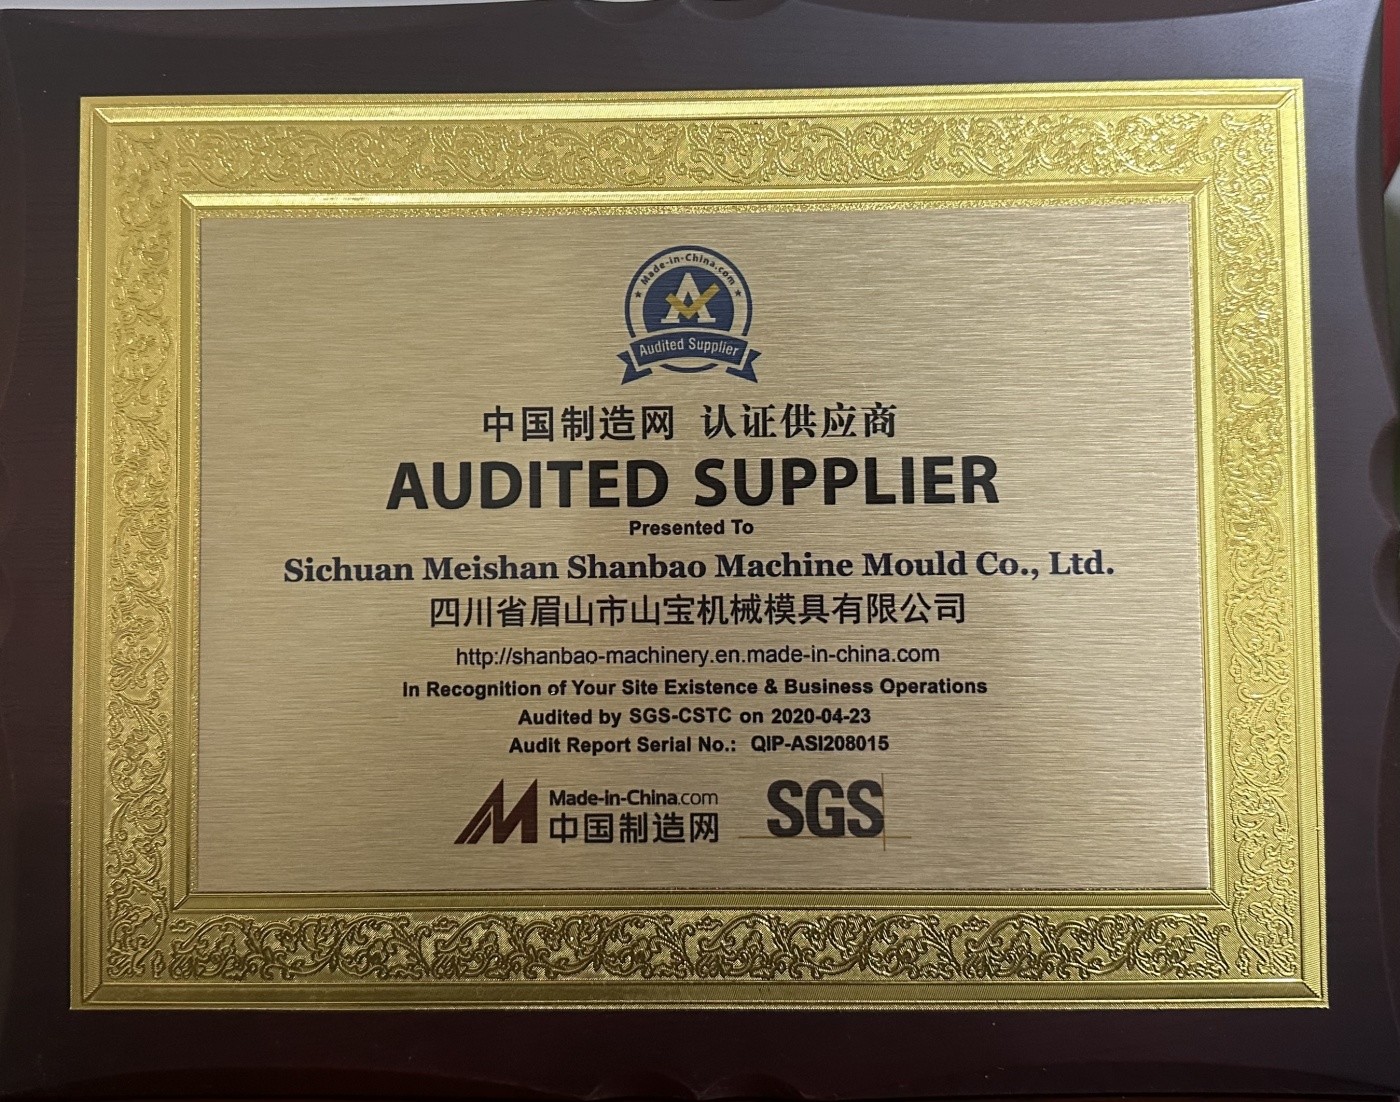 Made-in-China.com
A
Audited Supplier
中国制造网 认证供应商
AUDITED SUPPLIER
Presented To
Sichuan Meishan Shanbao Machine Mould Co., Ltd.
四川省眉山市山宝机械模具有限公司
http://shanbao-machinery.en.made-in-china.com
In Recognition of Your Site Existence & Business Operations
Audited by SGS-CSTC on 2020-04-23
Audit Report Serial No.: QIP-ASI208015
Made-in-China.com
中国制造网
SGS